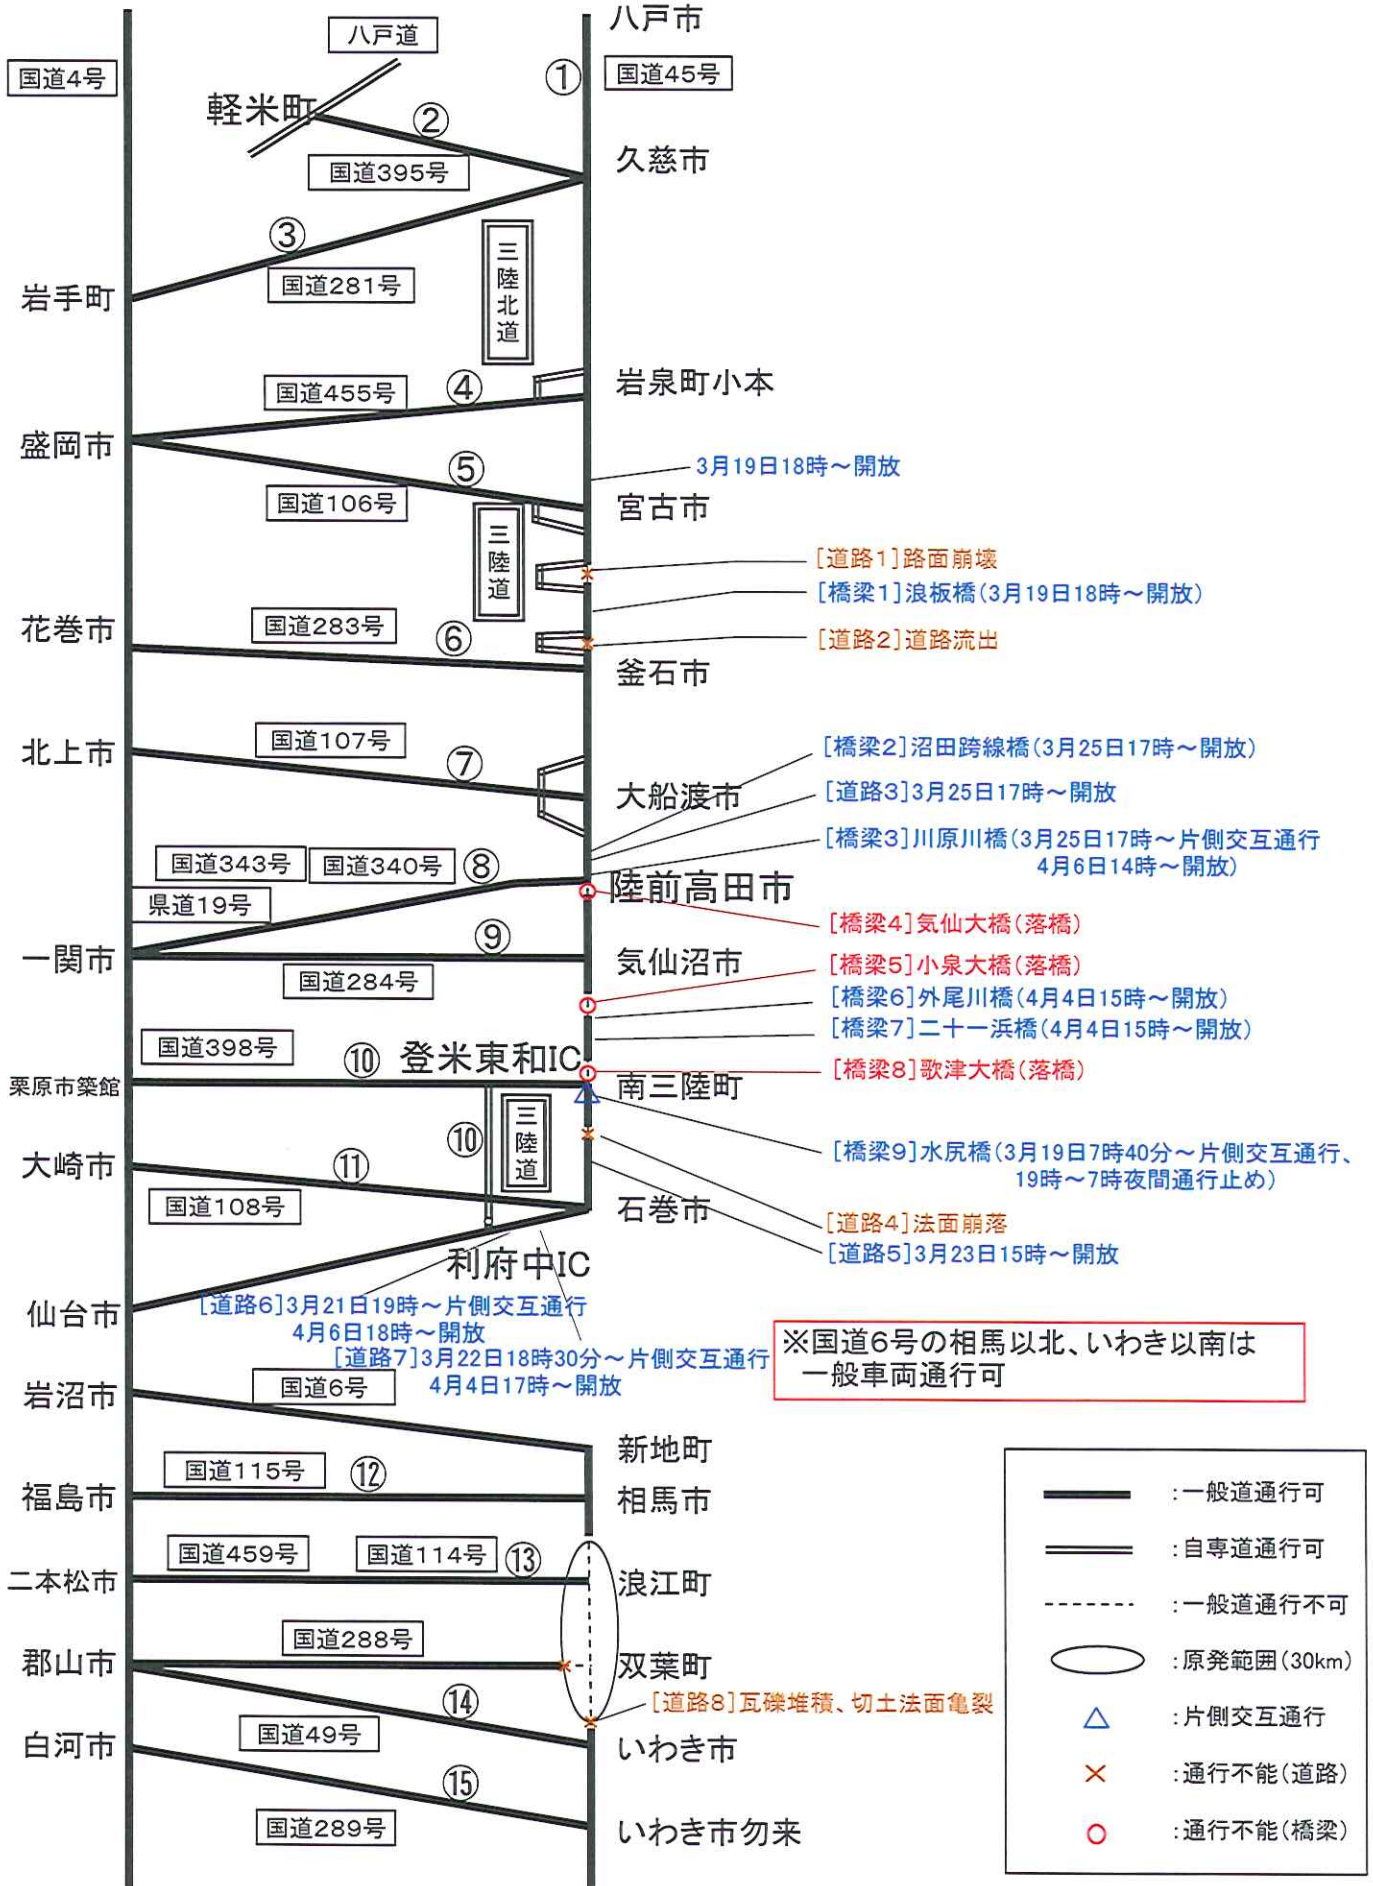 八戸市
八戸道
国道4号
①
国道45号
軽米町
②
久慈市
国道395号
③
三陸北道
国道281号
岩手町
岩泉町小本
国道455号
④
盛岡市
⑤
3月19日18時～開放
国道106号
宮古市
三陸道
[道路1]路面崩壊
[橋梁1]浪板橋(3月19日18時～開放)
花巻市
国道283号
⑥
[道路2]道路流出
釜石市
国道107号
北上市
⑦
[橋梁2]沼田跨線橋(3月25日17時～開放)
大船渡市
[道路3]3月25日17時～開放
[橋梁3]川原川橋(3月25日17時～片側交互通行
4月6日14時～開放)
国道343号
国道340号
⑧
陸前高田市
県道19号
[橋梁4]気仙大橋(落橋)
⑨
一関市
気仙沼市
[橋梁5]小泉大橋(落橋)
国道284号
[橋梁6]外尾川橋(4月4日15時～開放)
[橋梁7]二十一浜橋(4月4日15時～開放)
国道398号
⑩
登米東和IC
[橋梁8]歌津大橋(落橋)
栗原市築館
南三陸町
三陸道
⑩
[橋梁9]水尻橋(3月19日7時40分～片側交互通行、
19時～7時夜間通行止め)
大崎市
⑪
国道108号
石巻市
[道路4]法面崩落
[道路5]3月23日15時～開放
利府中IC
仙台市
[道路6]3月21日19時～片側交互通行
4月6日18時～開放
[道路7]3月22日18時30分～片側交互通行
4月4日17時～開放
※国道6号の相馬以北、いわき以南は
一般車両通行可
岩沼市
国道6号
新地町
国道115号
⑫
福島市
相馬市
:一般道通行可
国道459号
国道114号
⑬
:自専道通行可
二本松市
浪江町
:一般道通行不可
国道288号
郡山市
双葉町
:原発範囲(30km)
⑭
[道路8]瓦礫堆積、切土法面亀裂
:片側交互通行
国道49号
白河市
いわき市
⑮
:通行不能(道路)
国道289号
いわき市勿来
:通行不能(橋梁)